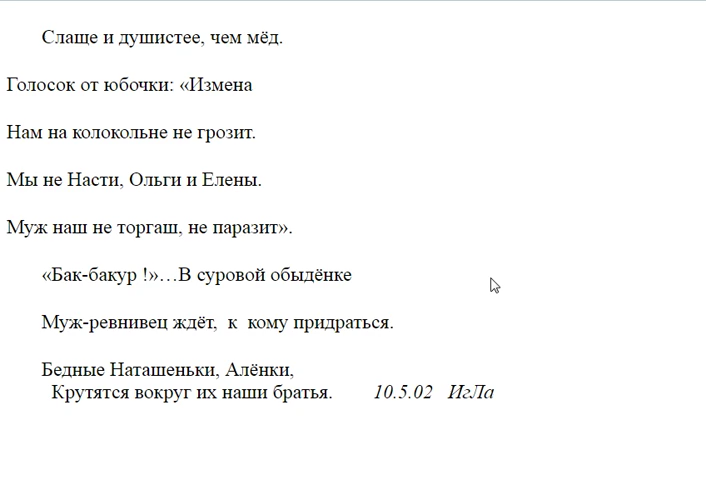 Слаще и душистее, чем мёд.
Голосок от юбочки: «Измена
Нам на колокольне не грозит.
Мы не Насти, Ольги и Елены.
Муж наш не торгаш, не паразит».
«Бак-бакур !»…В суровой обыдёнке
Муж-ревнивец ждёт,  к  кому придраться.
Бедные Наташеньки, Алёнки,
Крутятся вокруг их наши братья. 10.5.02 ИгЛа